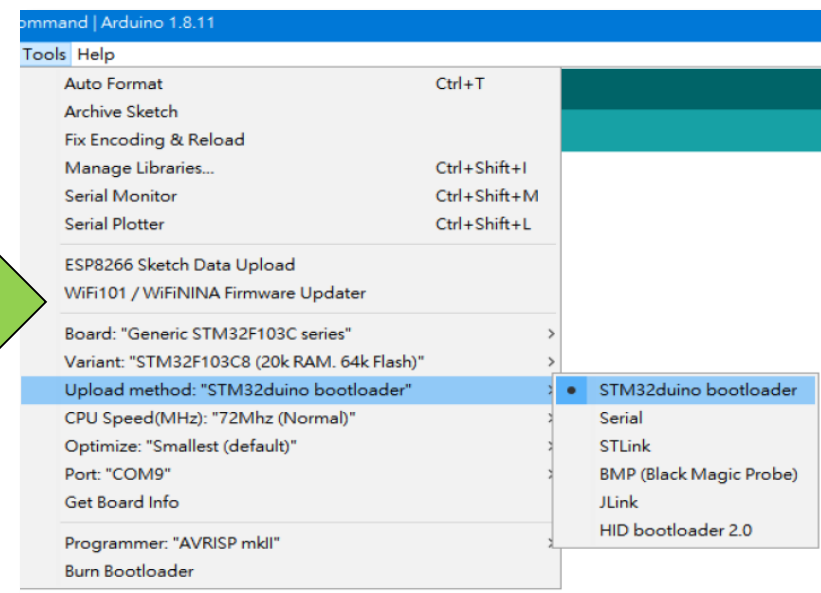 ommand | Arduino 1.8.11
Tools Help
Auto Format Ctrl+T
Archive Sketch
Fix Encoding & Reload
Manage Libraries... Ctrl+Shift+I
Serial Monitor Ctrl+Shift+M
Serial Plotter Ctrl+Shift+L
ESP8266 Sketch Data Upload
WiFi101 / WiFiNINA Firmware Updater
Board: "Generic STM32F103C series"
Variant: "STM32F103C8 (20k RAM. 64k Flash)"
Upload method: "STM32duino bootloader"
CPU Speed(MHz): "72Mhz (Normal)"
Optimize: "Smallest (default)"
Port: "COM9"
Get Board Info
Programmer: "AVRISP mkII"
Burn Bootloader
STM32duino bootloader
Serial
STLink
BMP (Black Magic Probe)
JLink
HID bootloader 2.0